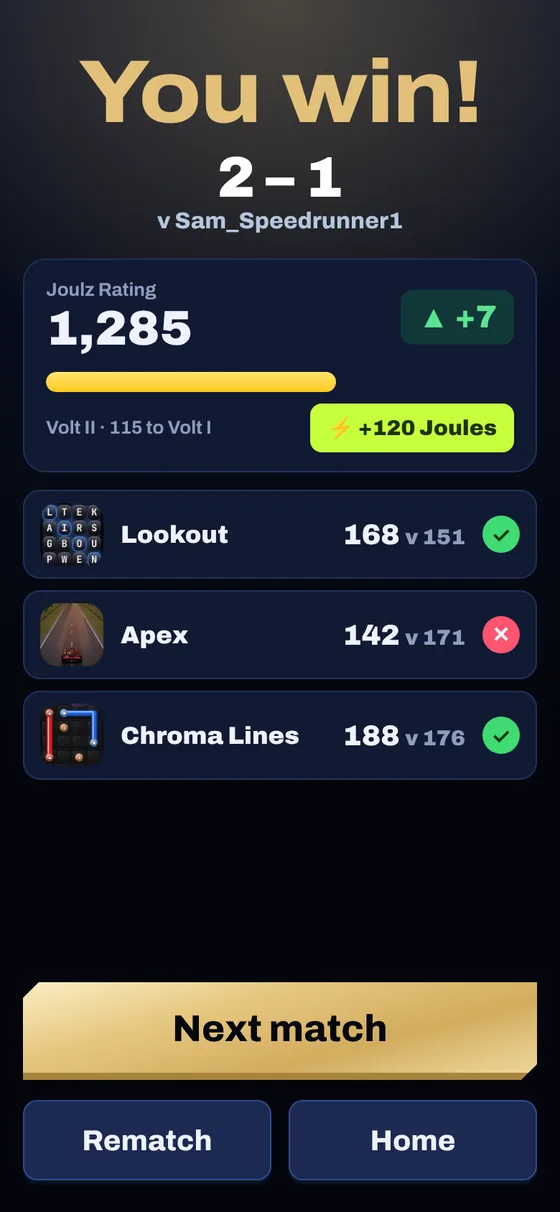 You win!
2 – 1
v Sam_Speedrunner1
Joulz Rating
1,285
▲ +7
Volt II · 115 to Volt I
⚡ +120 Joules
L T E K
A I R S
G B O U
P W E N
Lookout
168 v 151
Apex
142 v 171
Chroma Lines
188 v 176
Next match
Rematch
Home